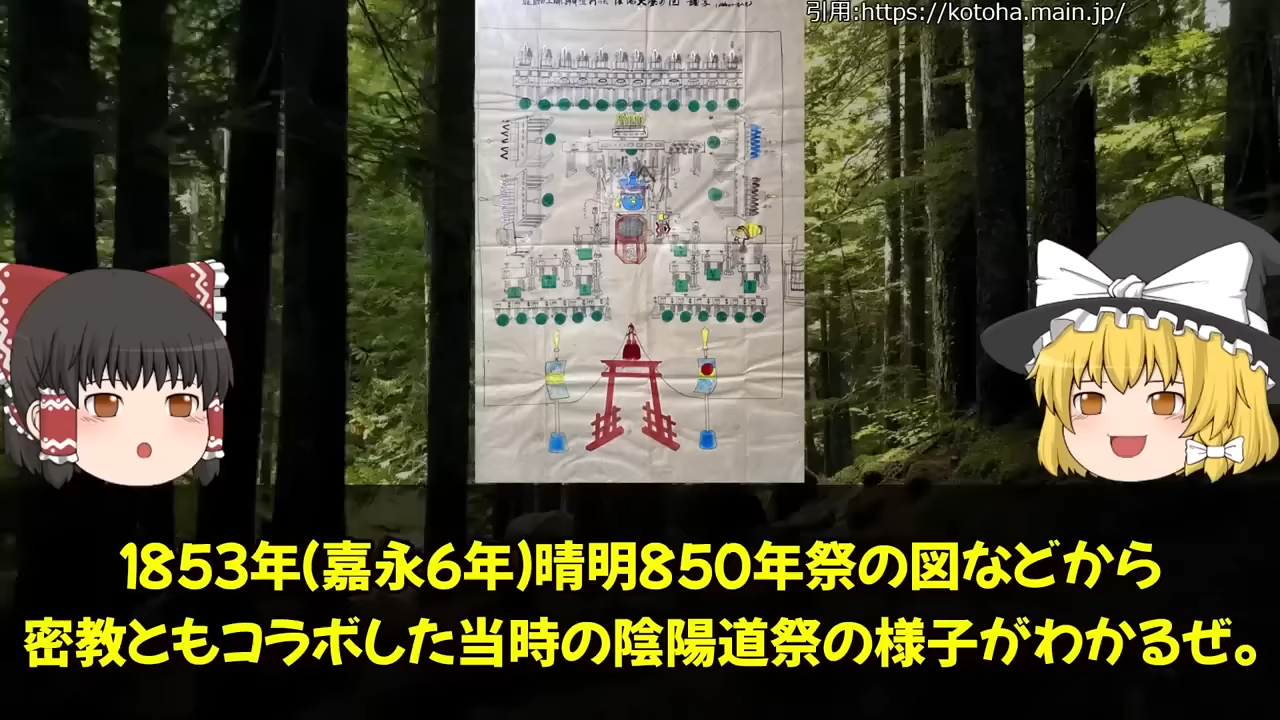 引用:https://kotoha.main.jp/
1853年(嘉永6年)晴明850年祭の図などから
密教ともコラボした当時の陰陽道祭の様子がわかるぜ。